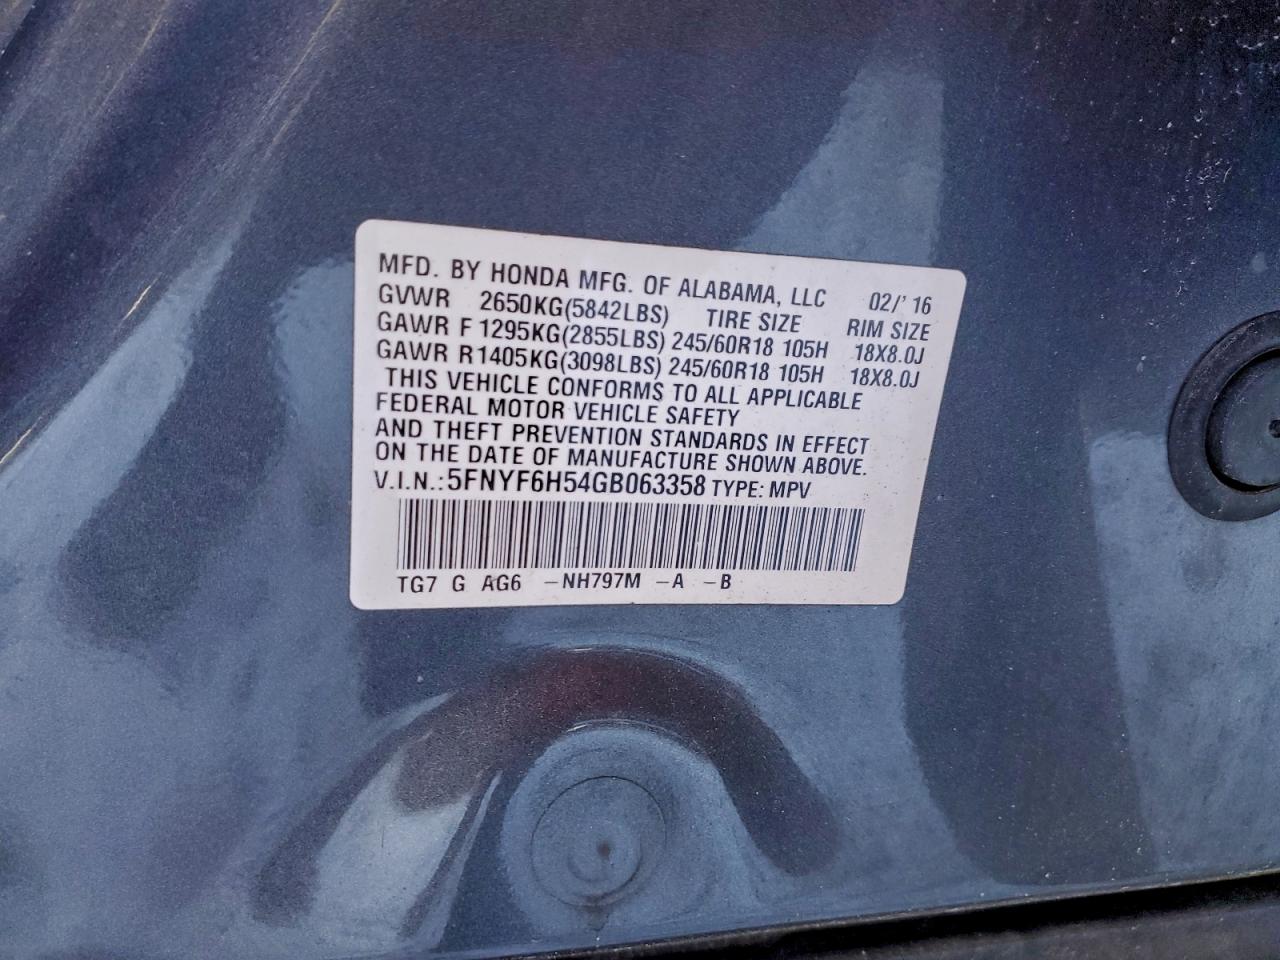 MFD. BY HONDA MFG. OF ALABAMA, LLC 02/' 16
GVWR 2650KG(5842LBS) TIRE SIZE RIM SIZE
GAWR F 1295KG(2855LBS) 245/60R18 105H 18X8.0J
GAWR R1405KG(3098LBS) 245/60R18 105H 18X8.0J
THIS VEHICLE CONFORMS TO ALL APPLICABLE
FEDERAL MOTOR VEHICLE SAFETY
AND THEFT PREVENTION STANDARDS IN EFFECT
ON THE DATE OF MANUFACTURE SHOWN ABOVE.
V.I.N.:5FNYF6H54GB063358 TYPE: MPV
TG7 G AG6 -NH797M -A -B